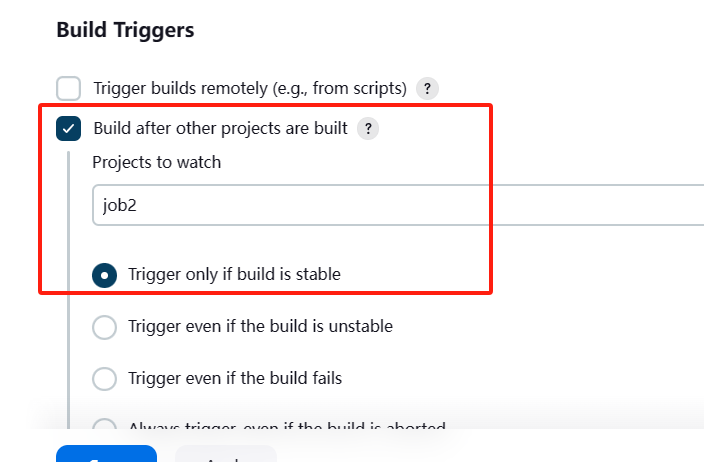 Build Triggers
Trigger builds remotely (e.g., from scripts) ?
Build after other projects are built ?
Projects to watch
job2
Trigger only if build is stable
Trigger even if the build is unstable
Trigger even if the build fails
Always trigger, even if the build is aborted